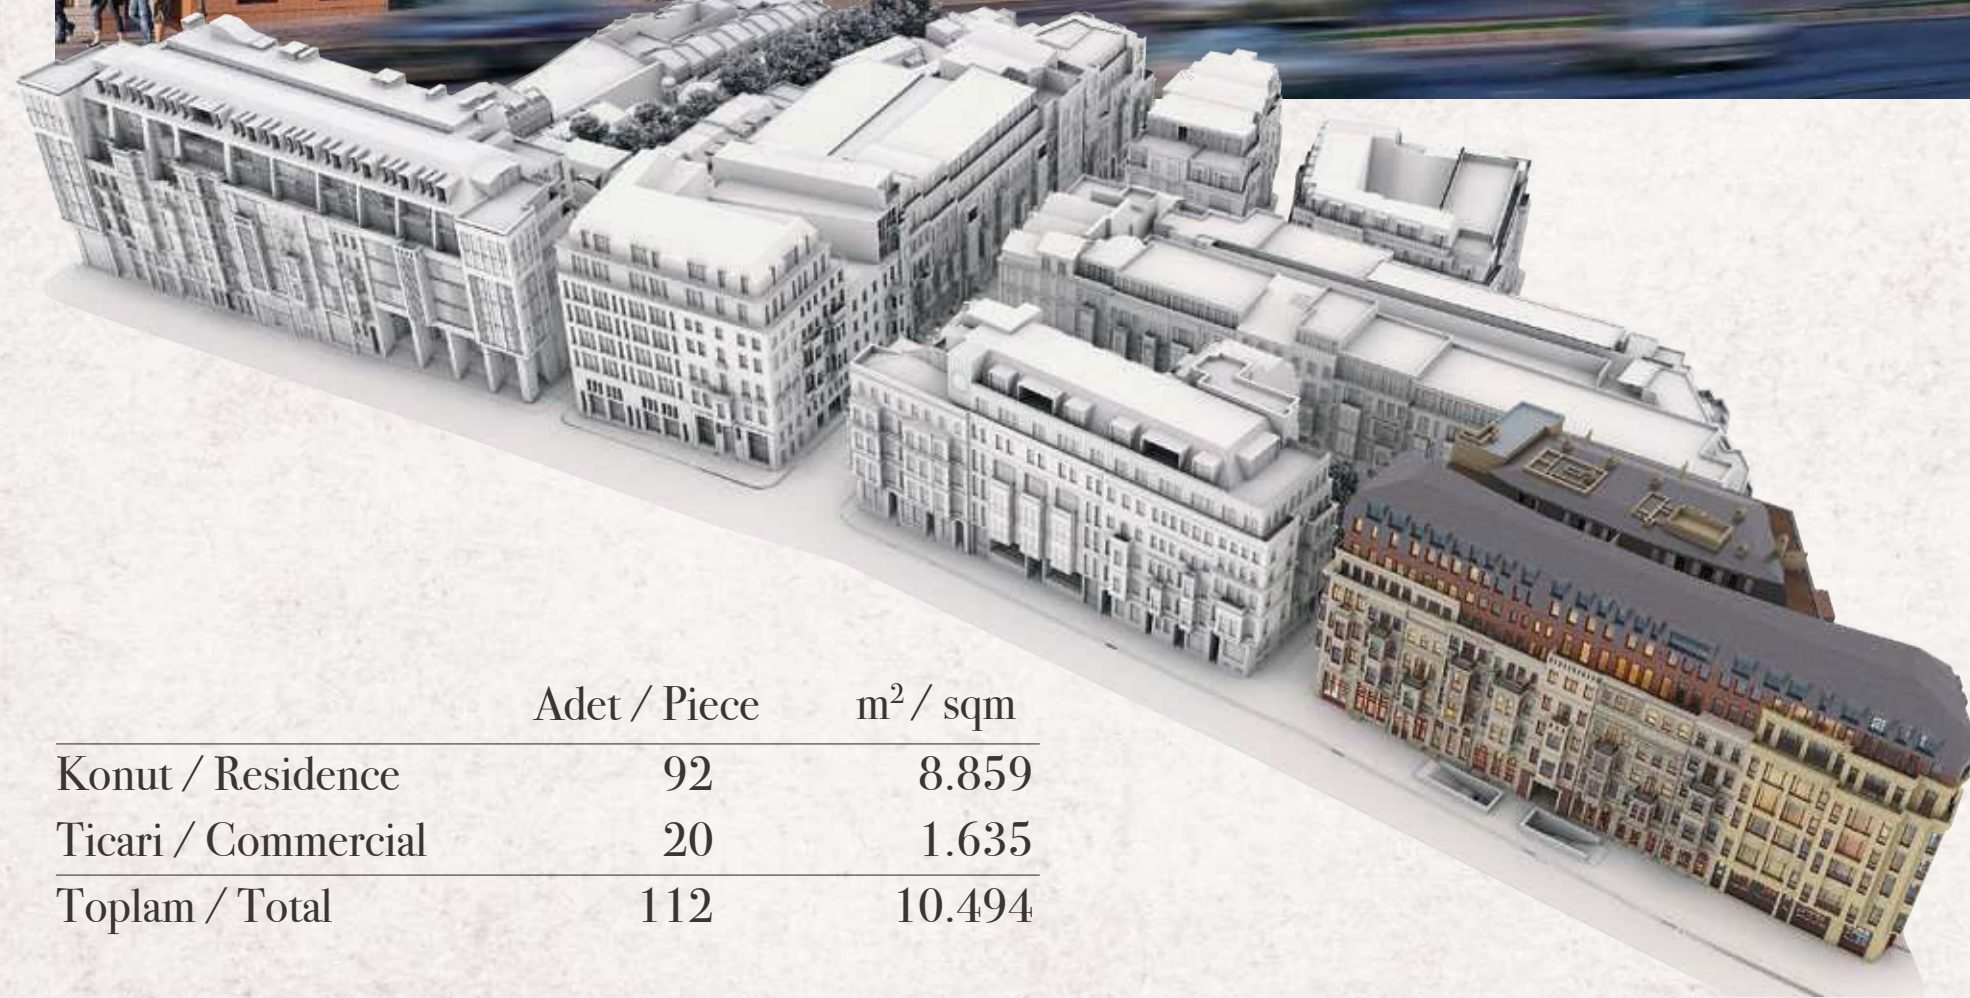 Adet / Piece m² / sqm
Konut / Residence 92 8.859
Ticari / Commercial 20 1.635
Toplam / Total 112 10.494